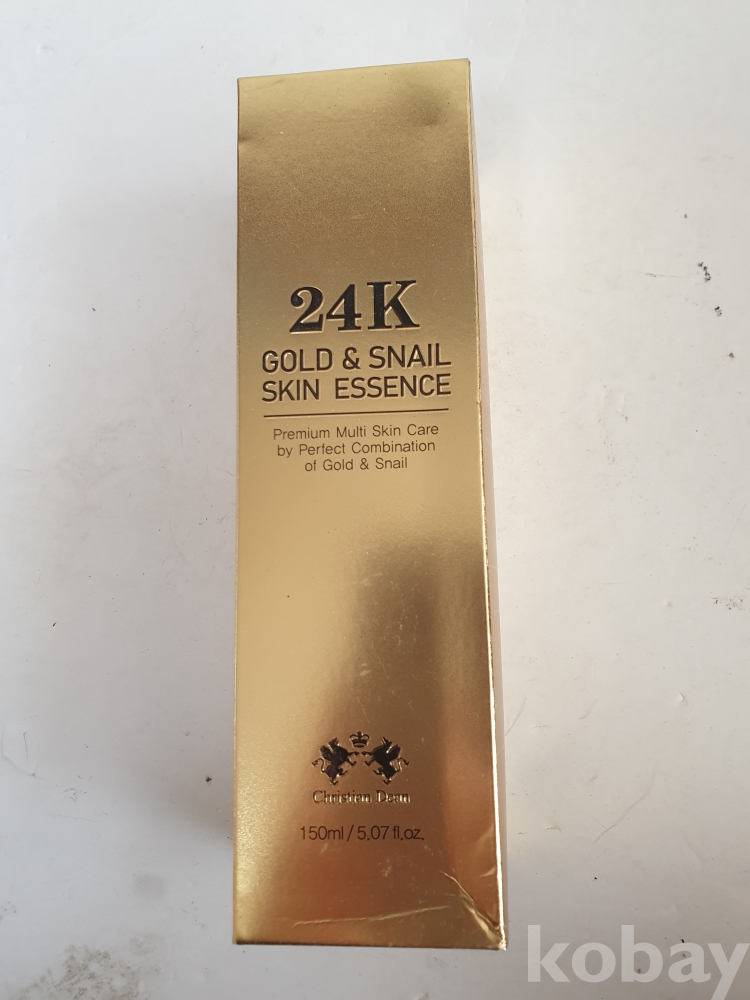 24K
GOLD & SNAIL
SKIN ESSENCE
Premium Multi Skin Care
by Perfect Combination
of Gold & Snail
Christian Dean
150ml / 5.07 fl.oz.
kobay